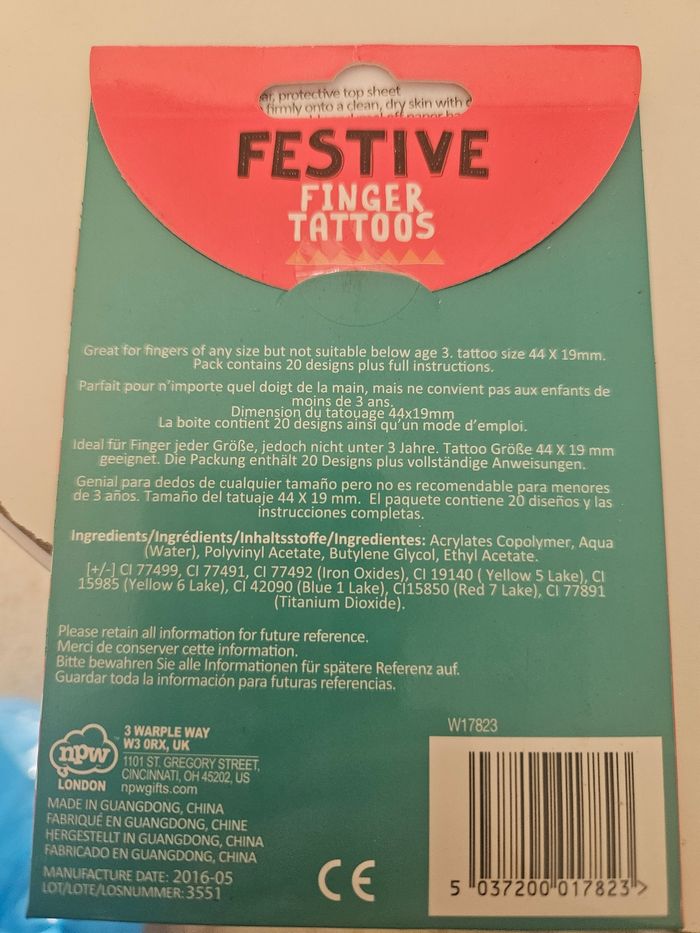 protective top sheet
firmly onto a clean, dry skin with
FESTIVE
FINGER
TATTOOS
Great for fingers of any size but not suitable below age 3. tattoo size 44 X 19mm.
Pack contains 20 designs plus full instructions.
Parfait pour n'importe quel doigt de la main, mais ne convient pas aux enfants de
moins de 3 ans.
Dimension du tatouage 44x19mm
La boite contient 20 designs ainsi qu'un mode d'emploi.
Ideal für Finger jeder Größe, jedoch nicht unter 3 Jahre. Tattoo Größe 44 X 19 mm
geeignet. Die Packung enthält 20 Designs plus vollständige Anweisungen.
Genial para dedos de cualquier tamaño pero no es recomendable para menores
de 3 años. Tamaño del tatuaje 44 X 19 mm. El paquete contiene 20 diseños y las
instrucciones completas.
Ingredients/Ingrédients/Inhaltsstoffe/Ingredientes: Acrylates Copolymer, Aqua
(Water), Polyvinyl Acetate, Butylene Glycol, Ethyl Acetate.
[+/-] CI 77499, CI 77491, CI 77492 (Iron Oxides), CI 19140 ( Yellow 5 Lake), CI
15985 (Yellow 6 Lake), CI 42090 (Blue 1 Lake), CI15850 (Red 7 Lake), CI 77891
(Titanium Dioxide).
Please retain all information for future reference.
Merci de conserver cette information.
Bitte bewahren Sie alle Informationen für spätere Referenz auf.
Guardar toda la información para futuras referencias.
npw™
LONDON
3 WARPLE WAY
W3 0RX, UK
1101 ST. GREGORY STREET,
CINCINNATI, OH 45202, US
npwgifts.com
MADE IN GUANGDONG, CHINA
FABRIQUÉ EN GUANGDONG, CHINE
HERGESTELLT IN GUANGDONG, CHINA
FABRICADO EN GUANGDONG, CHINA
MANUFACTURE DATE: 2016-05
LOT/LOTE/LOSNUMMER: 3551
CE
W17823
5 037200 017823 >